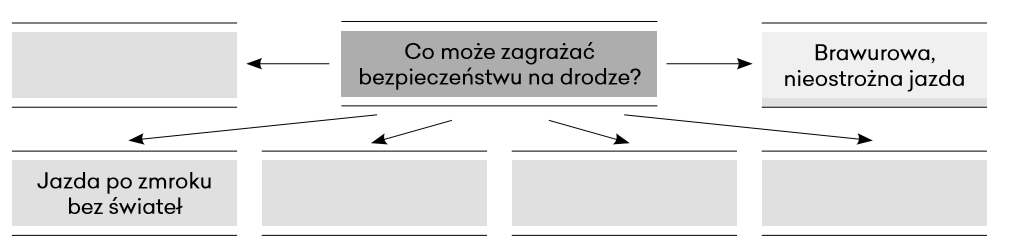 Co może zagrażać
bezpieczeństwu na drodze?
Brawurowa,
nieostrożna jazda
Jazda po zmroku
bez świateł